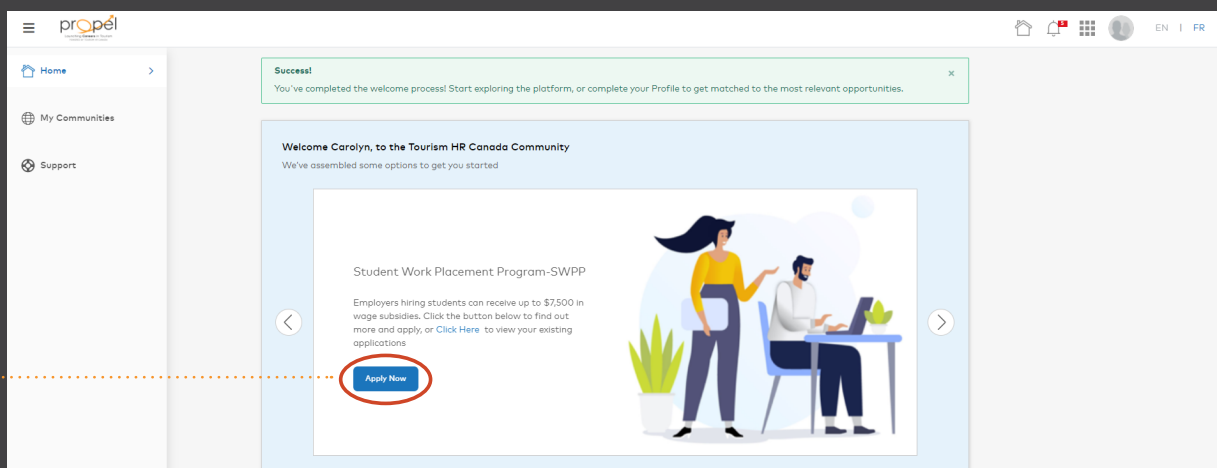 propel
5
EN | FR
Home
My Communities
Support
Success!
You've completed the welcome process! Start exploring the platform, or complete your Profile to get matched to the most relevant opportunities.
×
Welcome Carolyn, to the Tourism HR Canada Community
We've assembled some options to get you started
Student Work Placement Program-SWPP
Employers hiring students can receive up to $7,500 in
wage subsidies. Click the button below to find out
more and apply, or Click Here to view your existing
applications
Apply Now